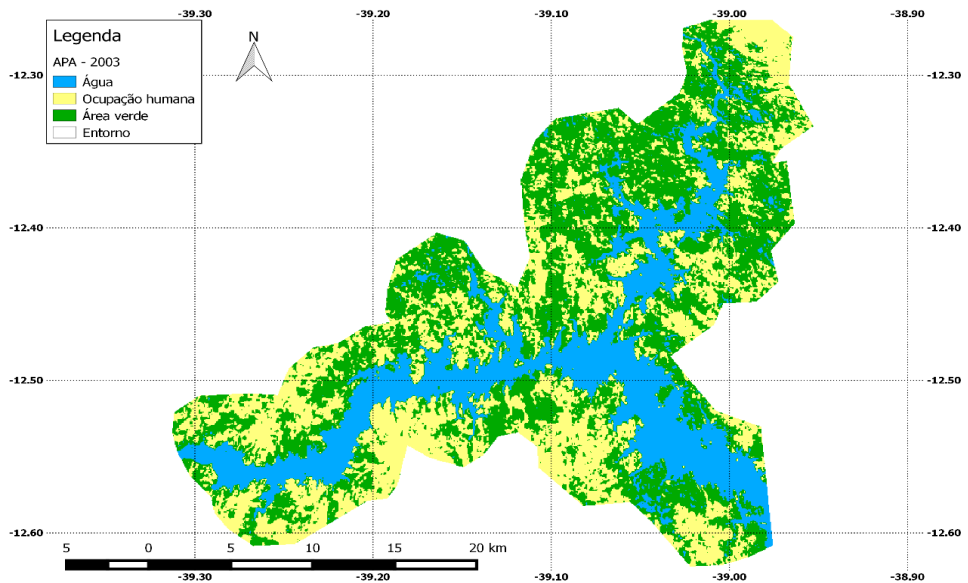 -39.30 -39.20 -39.10 -39.00 -38.90
Legenda
APA - 2003
Água
Ocupação humana
Área verde
Entorno
N
-12.30 -12.30
-12.40 -12.40
-12.50 -12.50
-12.60 -12.60
5 0 5 10 15 20 km
-39.30 -39.20 -39.10 -39.00 -38.90